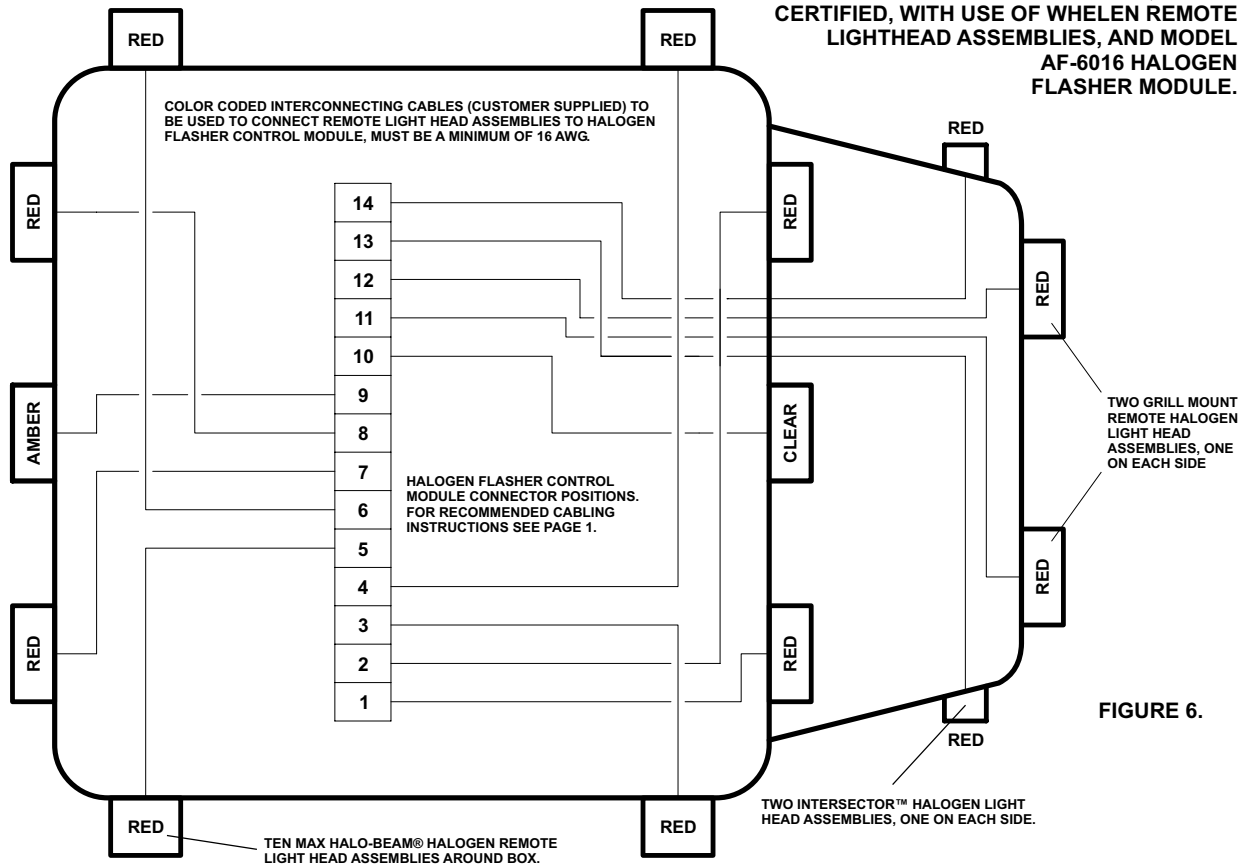 CERTIFIED, WITH USE OF WHELEN REMOTE
LIGHTHEAD ASSEMBLIES, AND MODEL
AF-6016 HALOGEN
FLASHER MODULE.
RED
RED
COLOR CODED INTERCONNECTING CABLES (CUSTOMER SUPPLIED) TO
BE USED TO CONNECT REMOTE LIGHT HEAD ASSEMBLIES TO HALOGEN
FLASHER CONTROL MODULE, MUST BE A MINIMUM OF 16 AWG.
RED
RED
RED
RED
14
13
12
11
10
9
8
7
6
5
4
3
2
1
AMBER
CLEAR
TWO GRILL MOUNT
REMOTE HALOGEN
LIGHT HEAD
ASSEMBLIES, ONE
ON EACH SIDE
HALOGEN FLASHER CONTROL
MODULE CONNECTOR POSITIONS.
FOR RECOMMENDED CABLING
INSTRUCTIONS SEE PAGE 1.
RED
RED
RED
RED
FIGURE 6.
TWO INTERSECTOR™ HALOGEN LIGHT
HEAD ASSEMBLIES, ONE ON EACH SIDE.
RED
RED
TEN MAX HALO-BEAM® HALOGEN REMOTE
LIGHT HEAD ASSEMBLIES AROUND BOX.